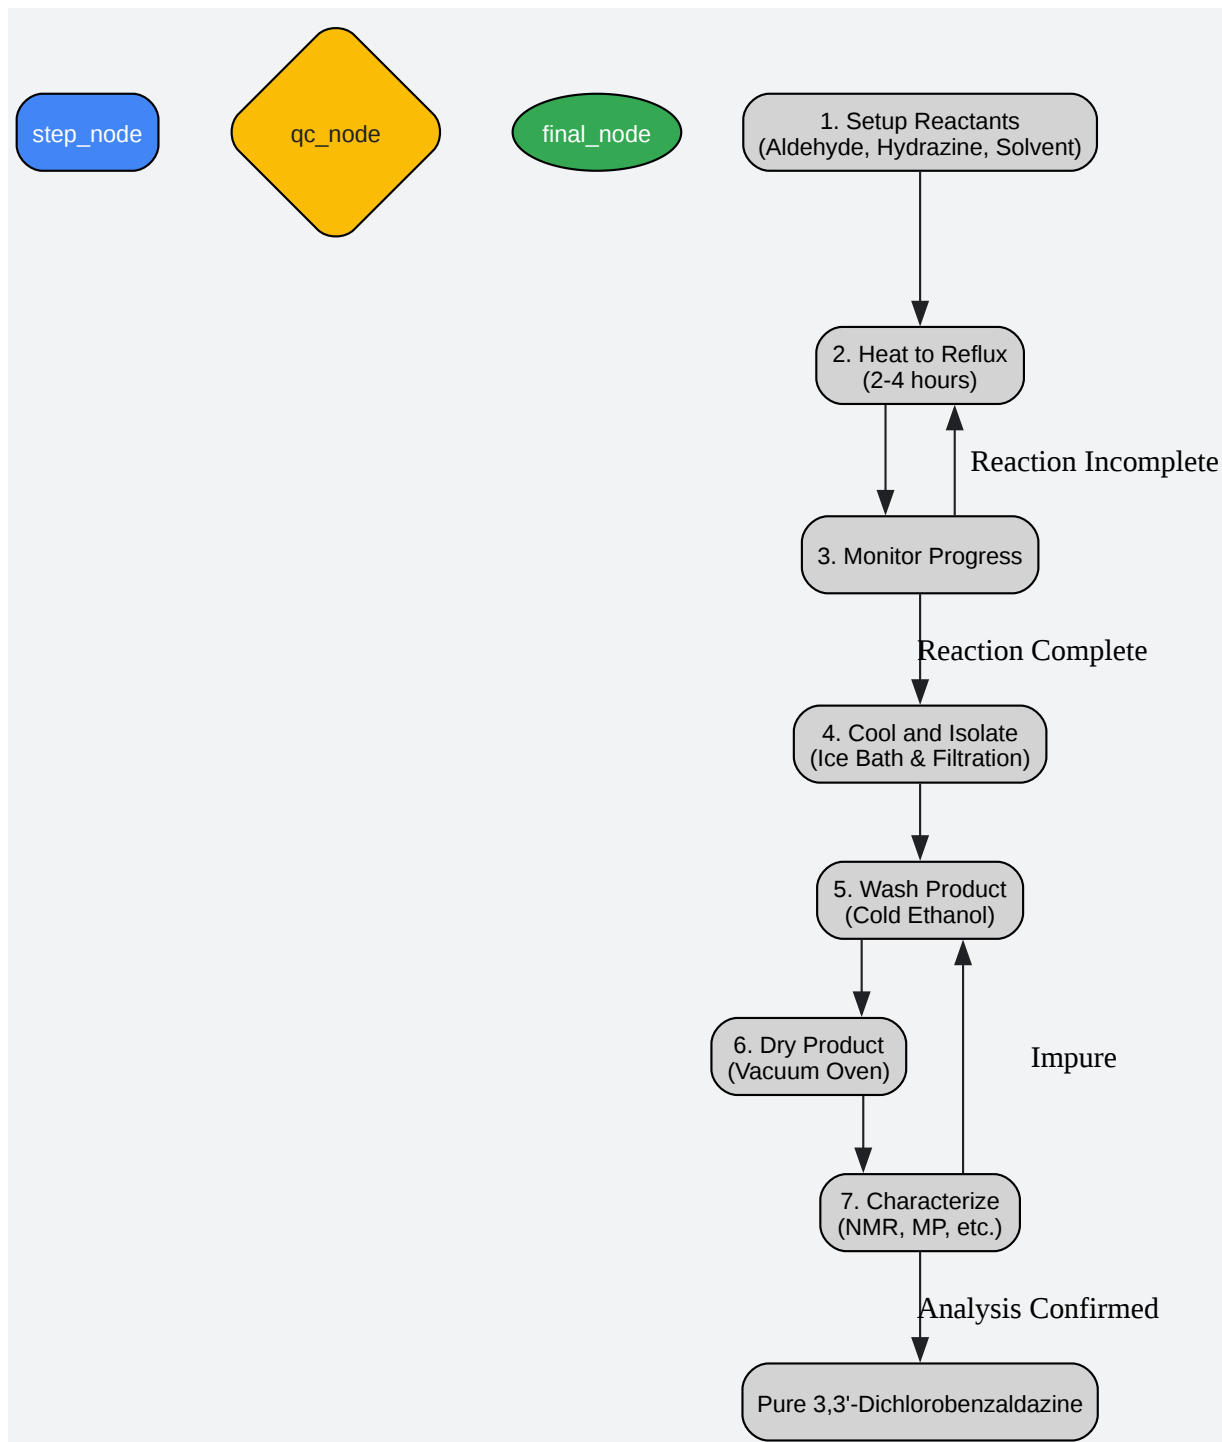 step_node
qc_node
final_node
1. Setup Reactants
(Aldehyde, Hydrazine, Solvent)
2. Heat to Reflux
(2-4 hours)
Reaction Incomplete
3. Monitor Progress
Reaction Complete
4. Cool and Isolate
(Ice Bath & Filtration)
5. Wash Product
(Cold Ethanol)
6. Dry Product
(Vacuum Oven)
Impure
7. Characterize
(NMR, MP, etc.)
Analysis Confirmed
Pure 3,3'-Dichlorobenzaldazine